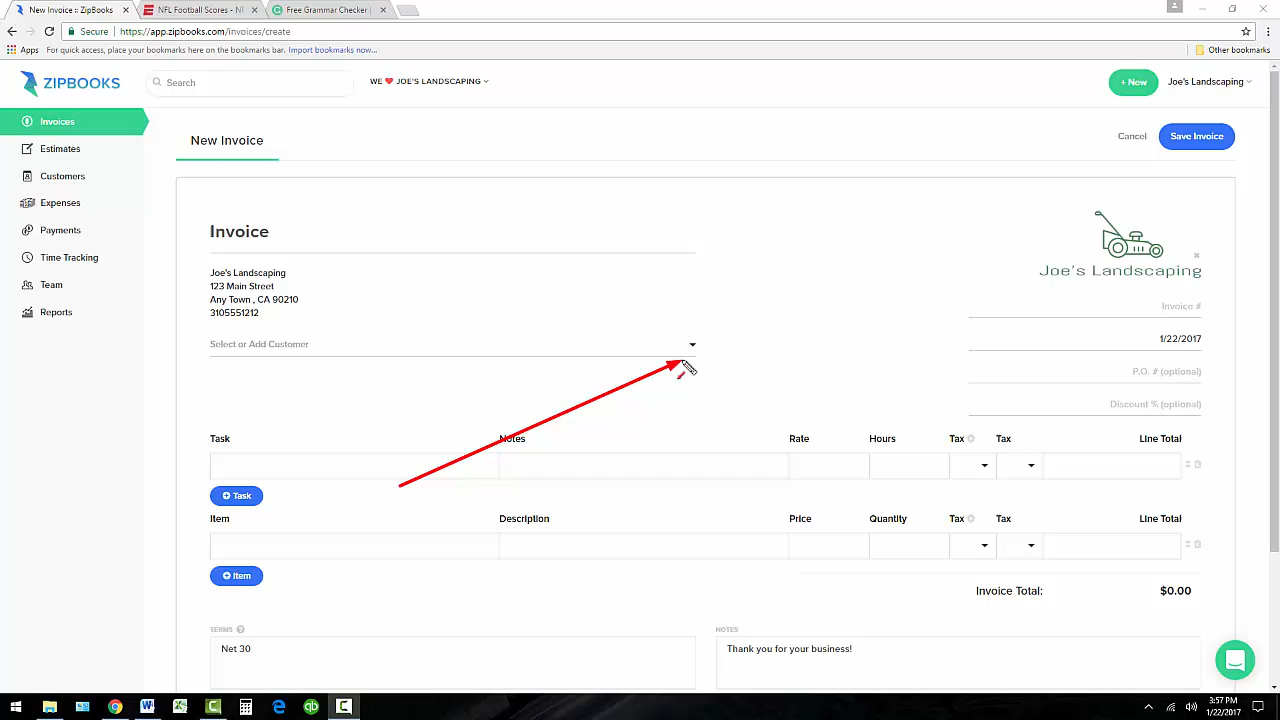 New Invoice :: ZipBooks
NFL Football Scores - NF
Free Grammar Checker |
Secure
https://app.zipbooks.com/invoices/create
Apps
For quick access, place your bookmarks here on the bookmarks bar. Import bookmarks now...
Other bookmarks
ZIPBOOKS
Search
WE ❤ JOE'S LANDSCAPING
+ New
Joe's Landscaping
Invoices
Estimates
Customers
Expenses
Payments
Time Tracking
Team
Reports
New Invoice
Cancel
Save Invoice
Invoice
Joe's Landscaping
Joe's Landscaping
123 Main Street
Any Town , CA 90210
3105551212
Select or Add Customer
Invoice #
1/22/2017
P.O. # (optional)
Discount % (optional)
Task Notes Rate Hours Tax Tax Line Total
+ Task
Item Description Price Quantity Tax Tax Line Total
+ Item
Invoice Total: $0.00
TERMS
Net 30
NOTES
Thank you for your business!
3:57 PM
1/22/2017